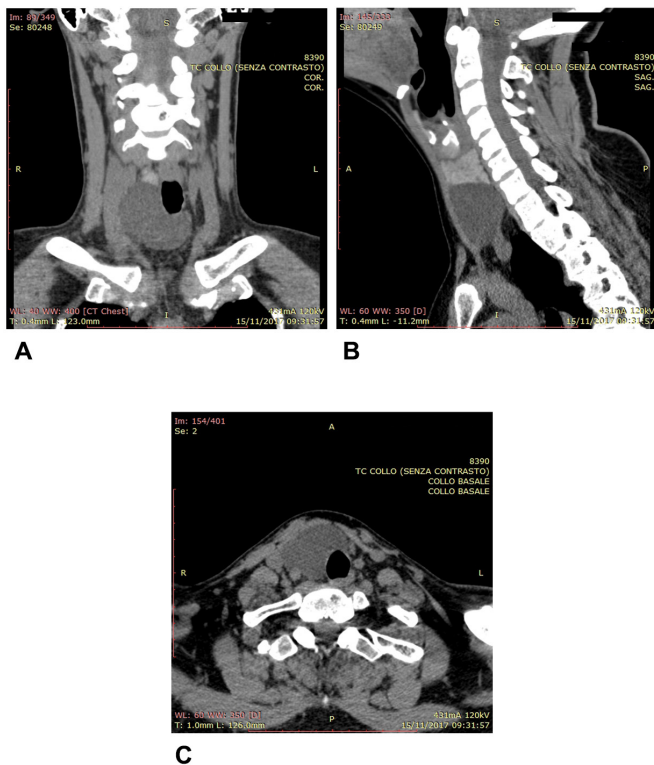 Im: 89/349
Se: 80248
S
8390
TC COLLO (SENZA CONTRASTO)
COR.
COR.
R
L
WL: 40 WW: 400 [CT Chest]
T: 0.4mm L: 123.0mm
I
431mA 120kV
15/11/2017 09:31:57
A
Im: 145/333
Se: 80249
S
8390
TC COLLO (SENZA CONTRASTO)
SAG.
SAG.
A
P
WL: 60 WW: 350 [D]
T: 0.4mm L: -11.2mm
I
431mA 120kV
15/11/2017 09:31:57
B
Im: 154/401
Se: 2
A
8390
TC COLLO (SENZA CONTRASTO)
COLLO BASALE
COLLO BASALE
R
L
WL: 60 WW: 350 [D]
T: 1.0mm L: 126.0mm
P
431mA 120kV
15/11/2017 09:31:57
C